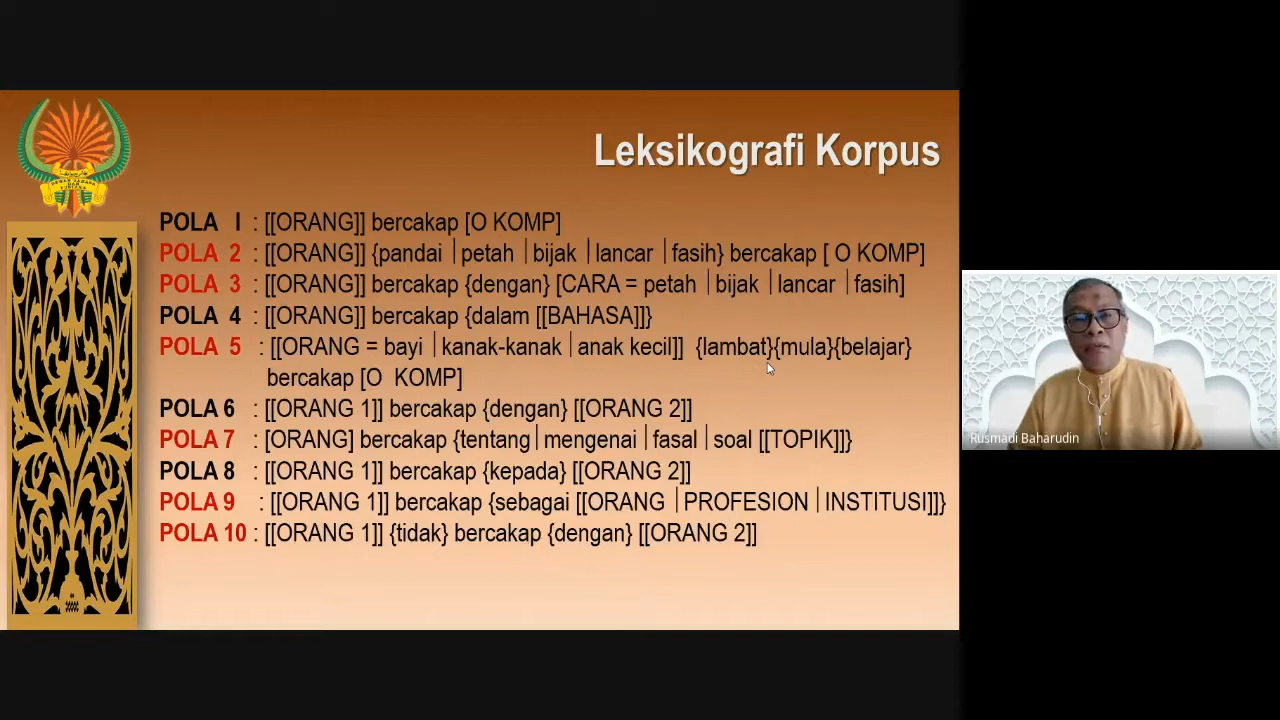 Leksikografi Korpus
POLA I : [[ORANG]] bercakap [O KOMP]
POLA 2 : [[ORANG]] {pandai | petah | bijak | lancar | fasih} bercakap [ O KOMP]
POLA 3 : [[ORANG]] bercakap {dengan} [CARA = petah | bijak | lancar | fasih]
POLA 4 : [[ORANG]] bercakap {dalam [[BAHASA]]}
POLA 5 : [[ORANG = bayi | kanak-kanak | anak kecil]] {lambat}{mula}{belajar}
bercakap [O KOMP]
POLA 6 : [[ORANG 1]] bercakap {dengan} [[ORANG 2]]
POLA 7 : [ORANG] bercakap {tentang | mengenai | fasal | soal [[TOPIK]]}
POLA 8 : [[ORANG 1]] bercakap {kepada} [[ORANG 2]]
POLA 9 : [[ORANG 1]] bercakap {sebagai [[ORANG | PROFESION | INSTITUSI]]}
POLA 10 : [[ORANG 1]] {tidak} bercakap {dengan} [[ORANG 2]]
Rusmadi Baharudin